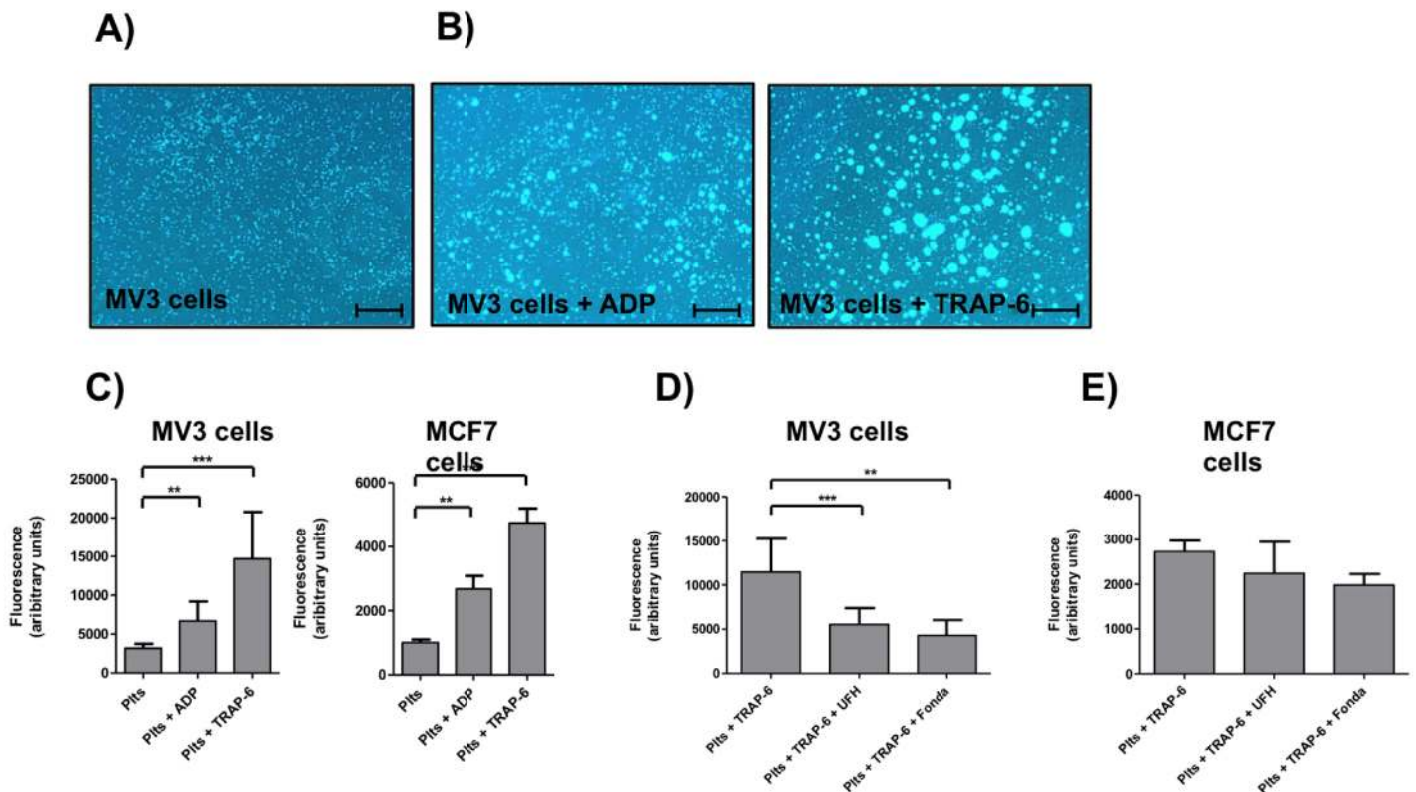 A)
B)
MV3 cells
MV3 cells + ADP
MV3 cells + TRAP-6
C)
MV3 cells
Fluorescence
(aribitrary units)
25000
20000
15000
10000
5000
0
**
***
Plts
Plts + ADP
Plts + TRAP-6
MCF7
cells
6000
4000
2000
0
Fluorescence
(aribitrary units)
**
Plts
Plts + ADP
Plts + TRAP-6
D)
MV3 cells
Fluorescence
(aribitrary units)
20000
15000
10000
5000
0
**
***
Plts + TRAP-6
Plts + TRAP-6 + UFH
Plts + TRAP-6 + Fonda
E)
MCF7
cells
Fluorescence
(aribitrary units)
4000
3000
2000
1000
0
Plts + TRAP-6
Plts + TRAP-6 + UFH
Plts + TRAP-6 + Fonda